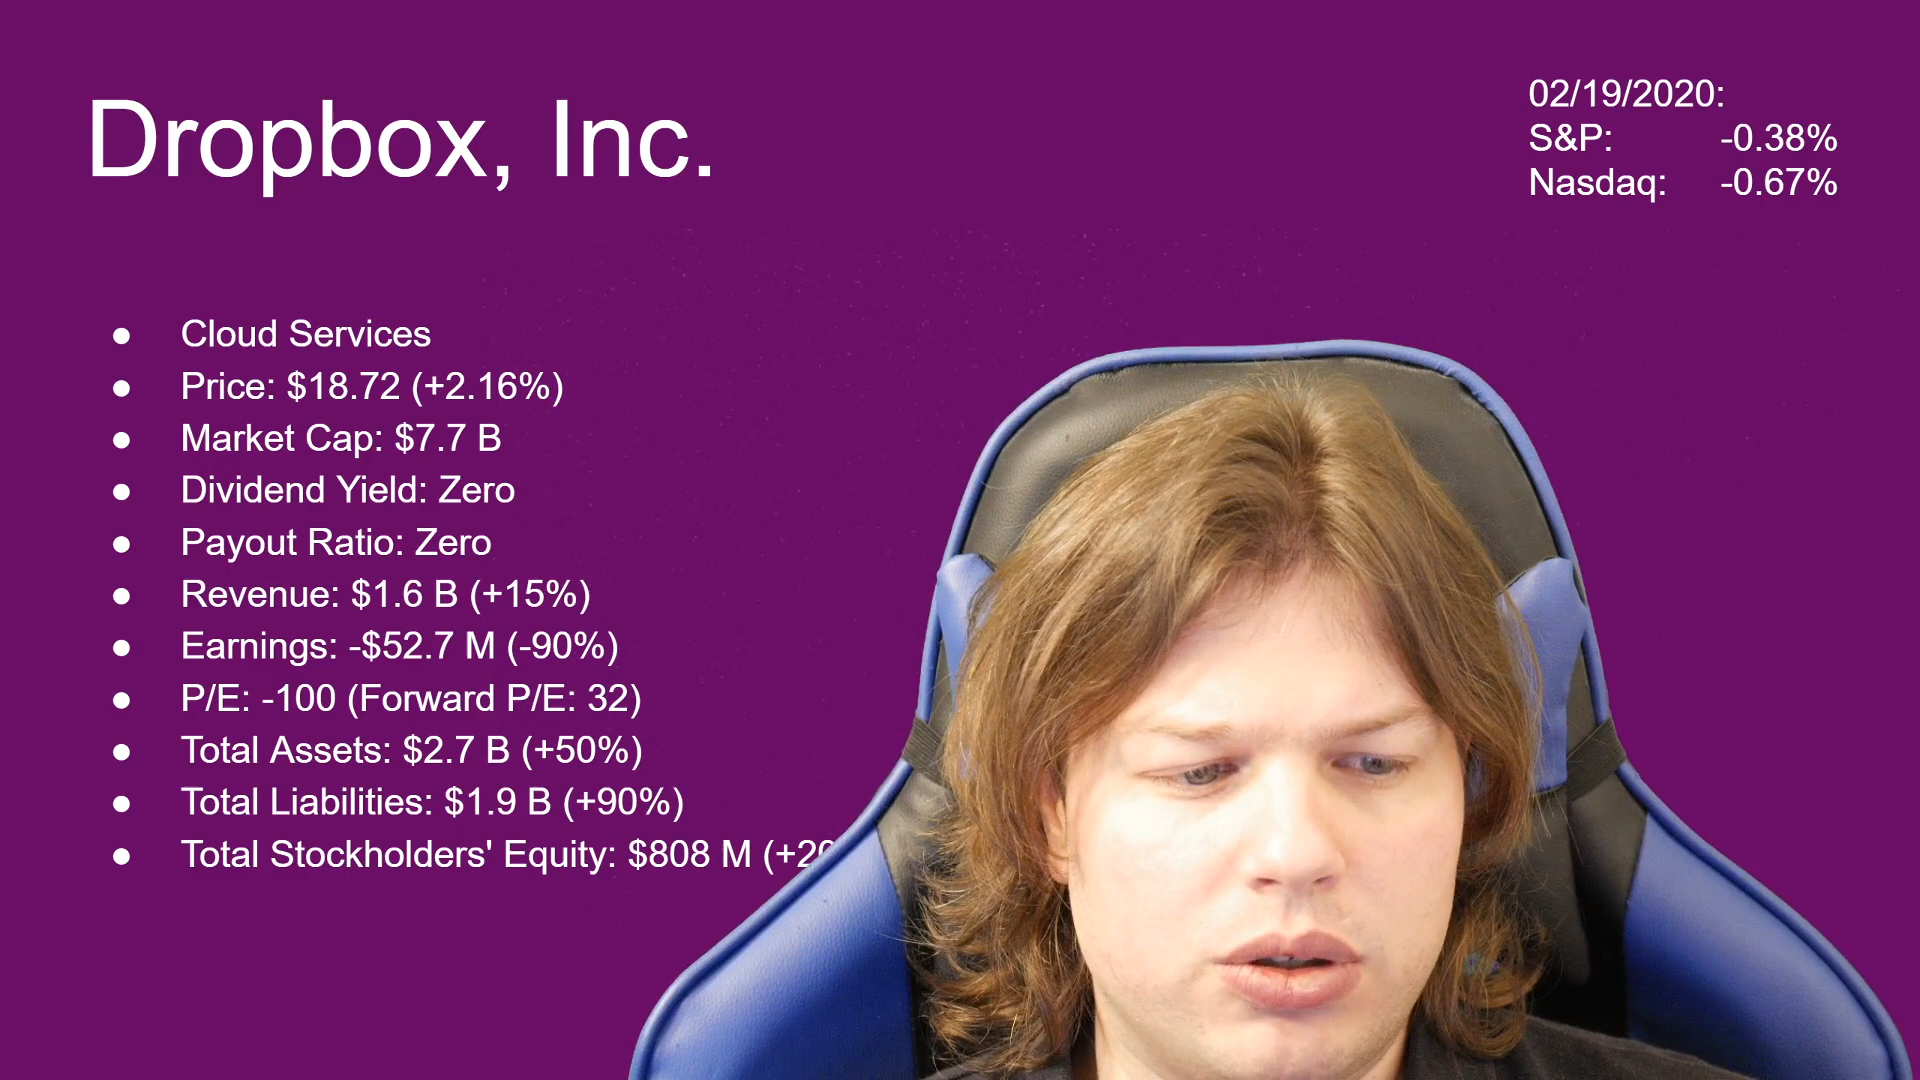 Dropbox, Inc.
02/19/2020:
S&P: -0.38%
Nasdaq: -0.67%
● Cloud Services
● Price: $18.72 (+2.16%)
● Market Cap: $7.7 B
● Dividend Yield: Zero
● Payout Ratio: Zero
● Revenue: $1.6 B (+15%)
● Earnings: -$52.7 M (-90%)
● P/E: -100 (Forward P/E: 32)
● Total Assets: $2.7 B (+50%)
● Total Liabilities: $1.9 B (+90%)
● Total Stockholders' Equity: $808 M